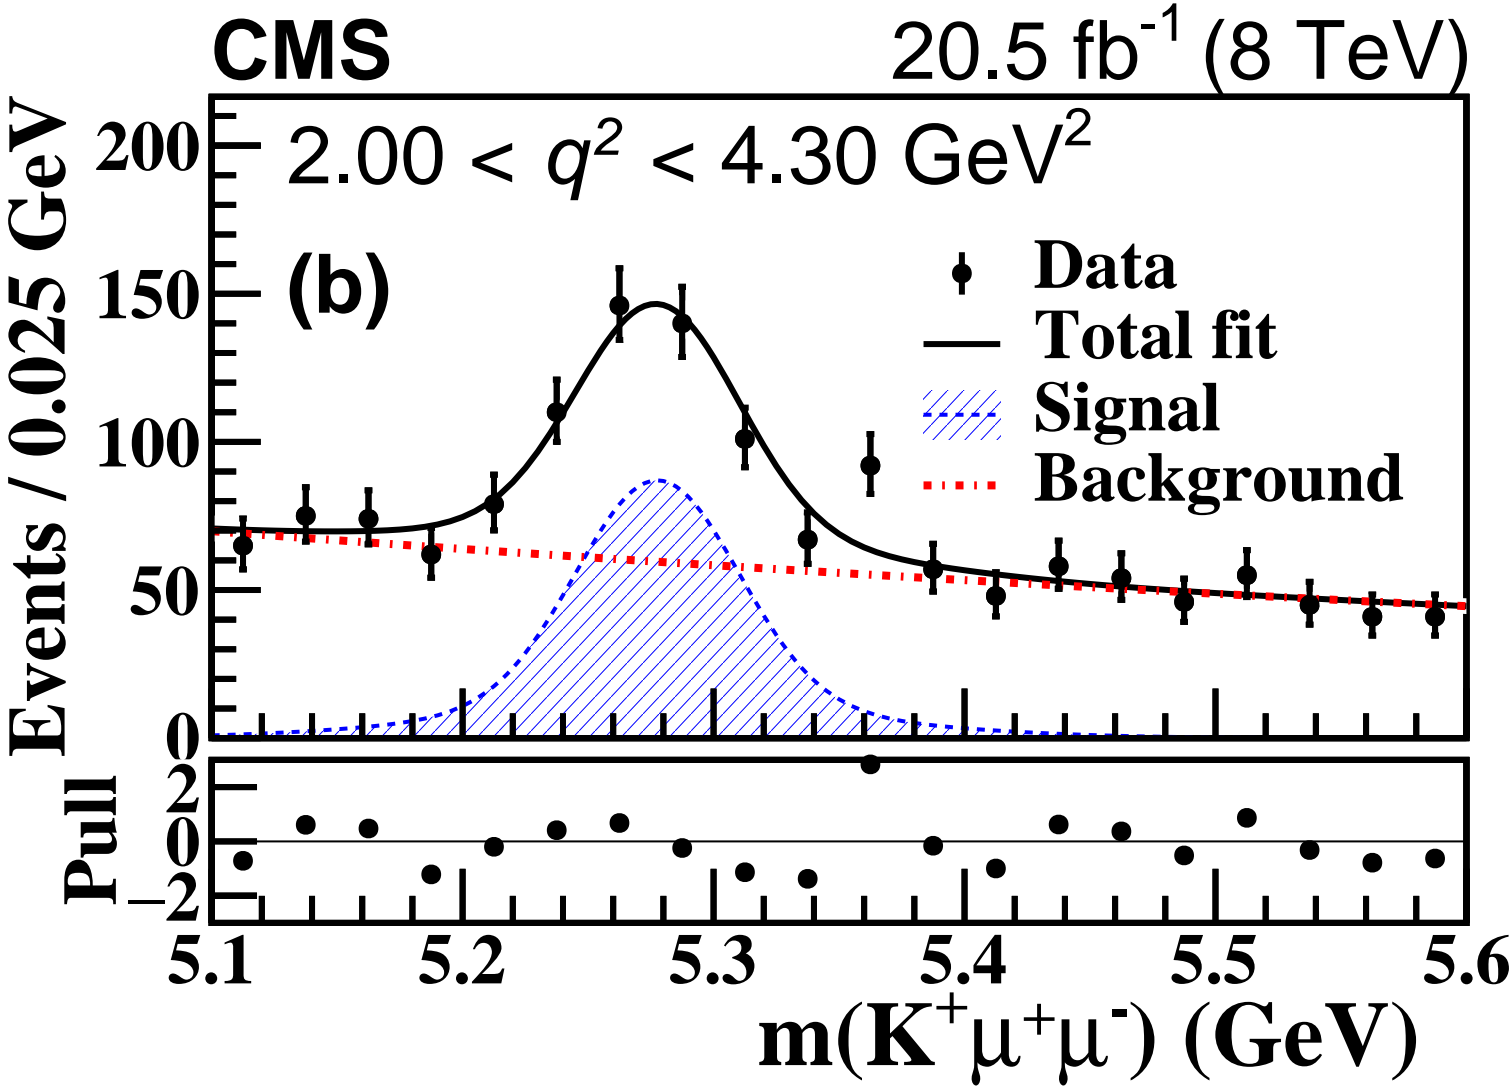 CMS 20.5 fb⁻¹ (8 TeV)
2.00 < q² < 4.30 GeV²
(b)
Data
Total fit
Signal
Background
Events / 0.025 GeV
200
150
100
50
0
Pull
2
0
−2
5.1 5.2 5.3 5.4 5.5 5.6
m(K⁺μ⁺μ⁻) (GeV)